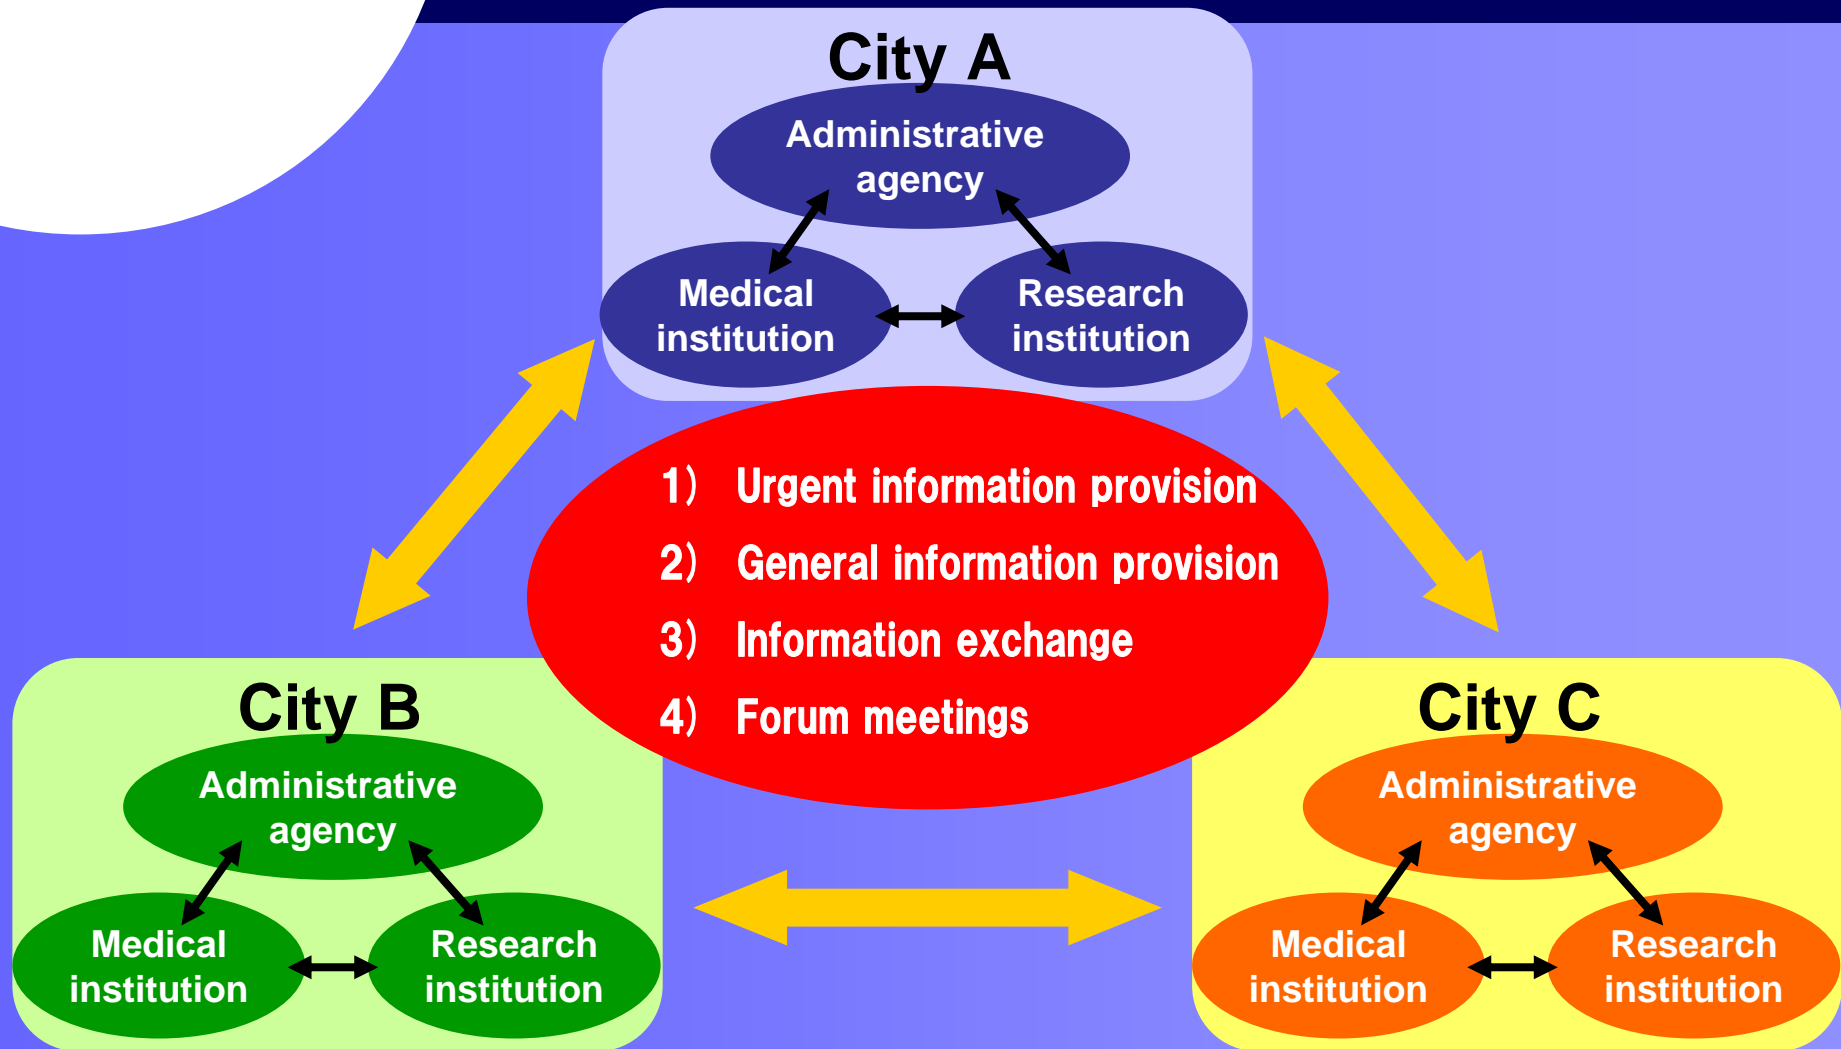 City A
Administrative
agency
Medical
institution
Research
institution
1) Urgent information provision
2) General information provision
3) Information exchange
4) Forum meetings
City B
Administrative
agency
Medical
institution
Research
institution
City C
Administrative
agency
Medical
institution
Research
institution